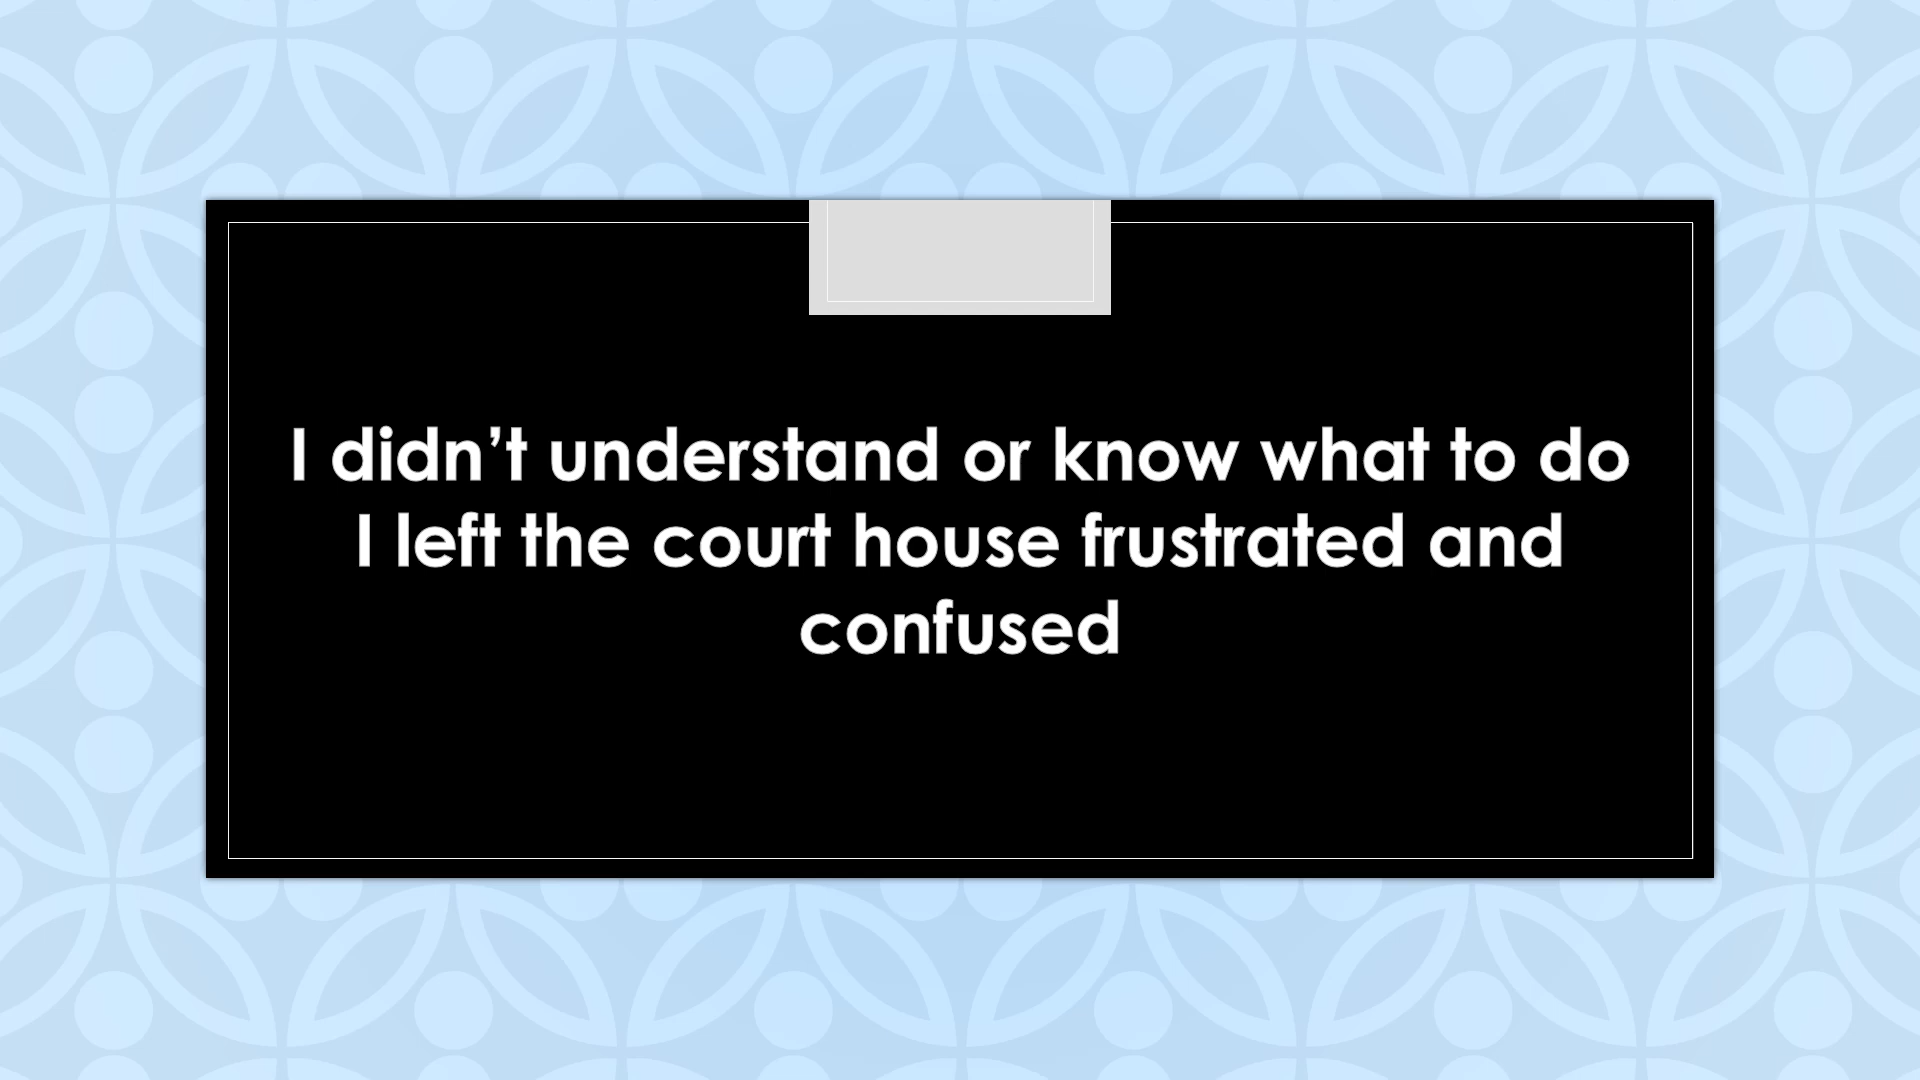 I didn’t understand or know what to do
I left the court house frustrated and
confused